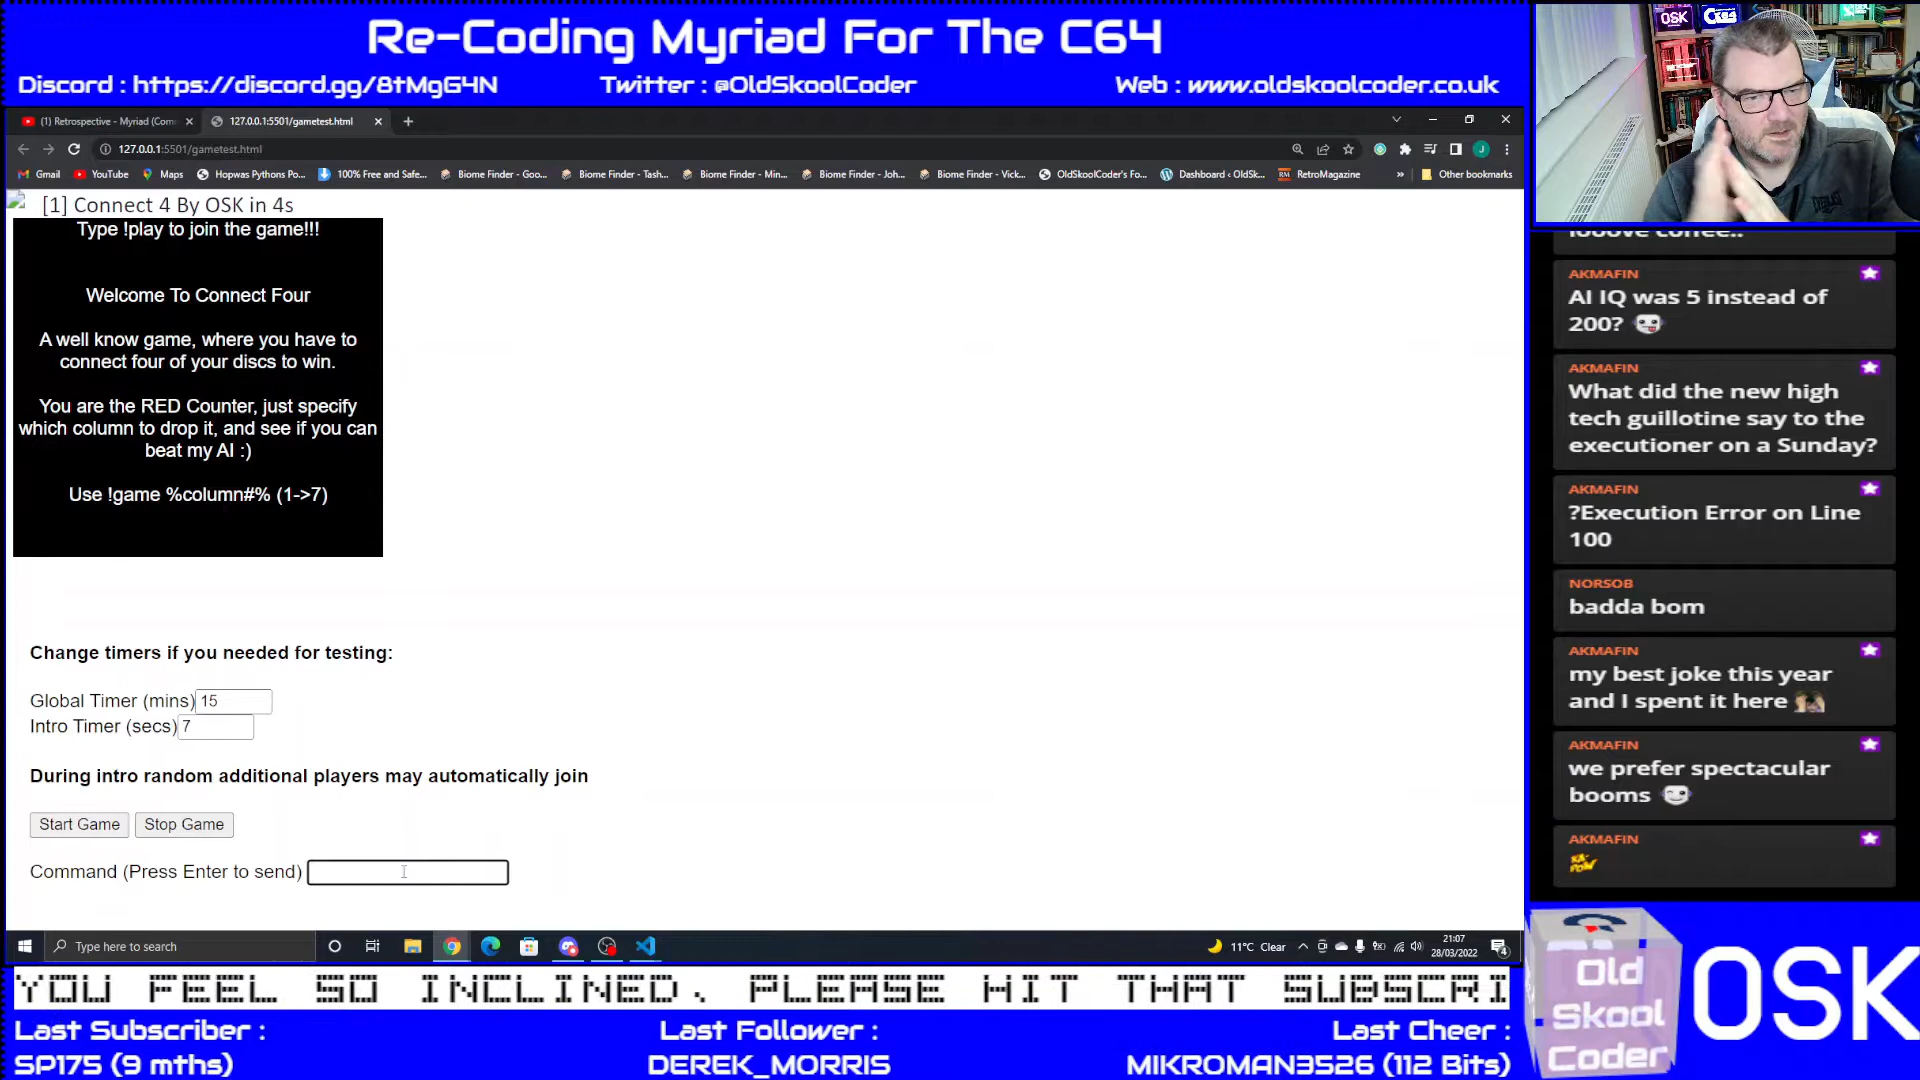 Re-Coding Myriad For The C64
Discord : https://discord.gg/8tMgG4N
Twitter : @OldSkoolCoder
Web : www.oldskoolcoder.co.uk
OSK
(1) Retrospective - Myriad (Com
127.0.0.1:5501/gametest.html
127.0.0.1:5501/gametest.html
J
Gmail
YouTube
Maps
Hopwas Pythons Po...
100% Free and Safe...
Biome Finder - Goo...
Biome Finder - Tash...
Biome Finder - Min...
Biome Finder - Joh...
Biome Finder - Vick...
OldSkoolCoder's Fo...
Dashboard ‹ OldSk...
RM
RetroMagazine
»
Other bookmarks
[1] Connect 4 By OSK in 4s
Type !play to join the game!!!
Welcome To Connect Four
A well know game, where you have to
connect four of your discs to win.
You are the RED Counter, just specify
which column to drop it, and see if you can
beat my AI :)
Use !game %column#% (1->7)
Change timers if you needed for testing:
Global Timer (mins) 15
Intro Timer (secs) 7
During intro random additional players may automatically join
Start Game
Stop Game
Command (Press Enter to send)
Type here to search
11°C Clear
21:07
28/03/2022
4
looove coffee..
AKMAFIN
AI IQ was 5 instead of
200?
AKMAFIN
What did the new high
tech guillotine say to the
executioner on a Sunday?
AKMAFIN
?Execution Error on Line
100
NORSOB
badda bom
AKMAFIN
my best joke this year
and I spent it here
AKMAFIN
we prefer spectacular
booms
AKMAFIN
KA-
POW
YOU FEEL SO INCLINED. PLEASE HIT THAT SUBSCRI
Last Subscriber :
SP175 (9 mths)
Last Follower :
DEREK_MORRIS
Last Cheer :
MIKROMAN3526 (112 Bits)
Old
Skool
Coder
OSK